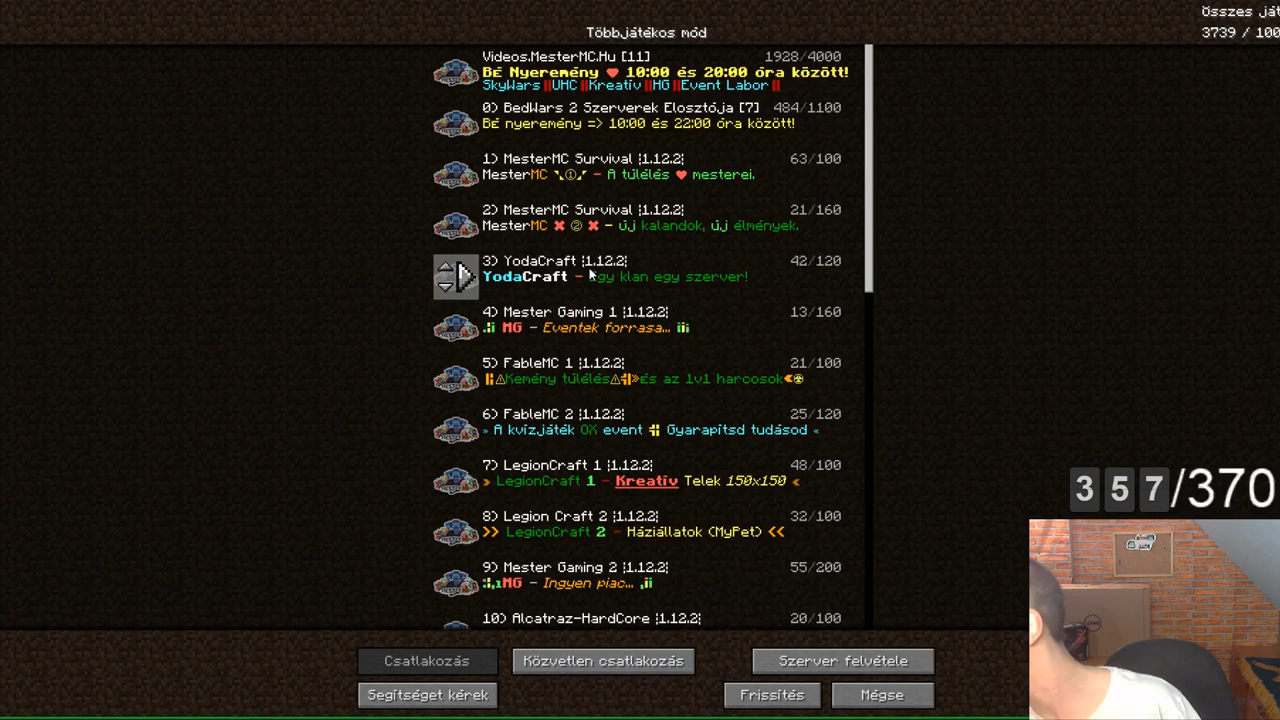 Összes ját
Többjátékos mód
3739 / 100
Videos.MesterMC.Hu [11] 1928/4000
BÉ Nyeremény ❤ 10:00 és 20:00 óra között!
SkyWars ||UHC||Kreatív||HG||Event Labor||
0) BedWars 2 Szerverek Elosztója [7] 484/1100
BÉ nyeremény => 10:00 és 22:00 óra között!
1) MesterMC Survival |1.12.2| 63/100
MesterMC ① - A túlélés ❤ mesterei.
2) MesterMC Survival |1.12.2| 21/160
MesterMC ✖ ② ✖ - új kalandok, új élmények.
3) YodaCraft |1.12.2| 42/120
YodaCraft - gy klan egy szerver!
4) Mester Gaming 1 |1.12.2| 13/160
MG - Eventek forrasa...
5) FableMC 1 |1.12.2| 21/100
Kemény túlélés És az 1v1 harcosok
6) FableMC 2 |1.12.2| 25/120
» A kvízjáték OX event Gyarapítsd tudásod «
7) LegionCraft 1 |1.12.2| 48/100
» LegionCraft 1 - Kreatív Telek 150x150 «
8) Legion Craft 2 |1.12.2| 32/100
>> LegionCraft 2 - Háziállatok (MyPet) <<
9) Mester Gaming 2 |1.12.2| 55/200
MG - Ingyen piac...
10) Alcatraz-HardCore |1.12.2| 20/100
357/370
Csatlakozás Közvetlen csatlakozás Szerver felvétele
Segítséget kérek Frissítés Mégse